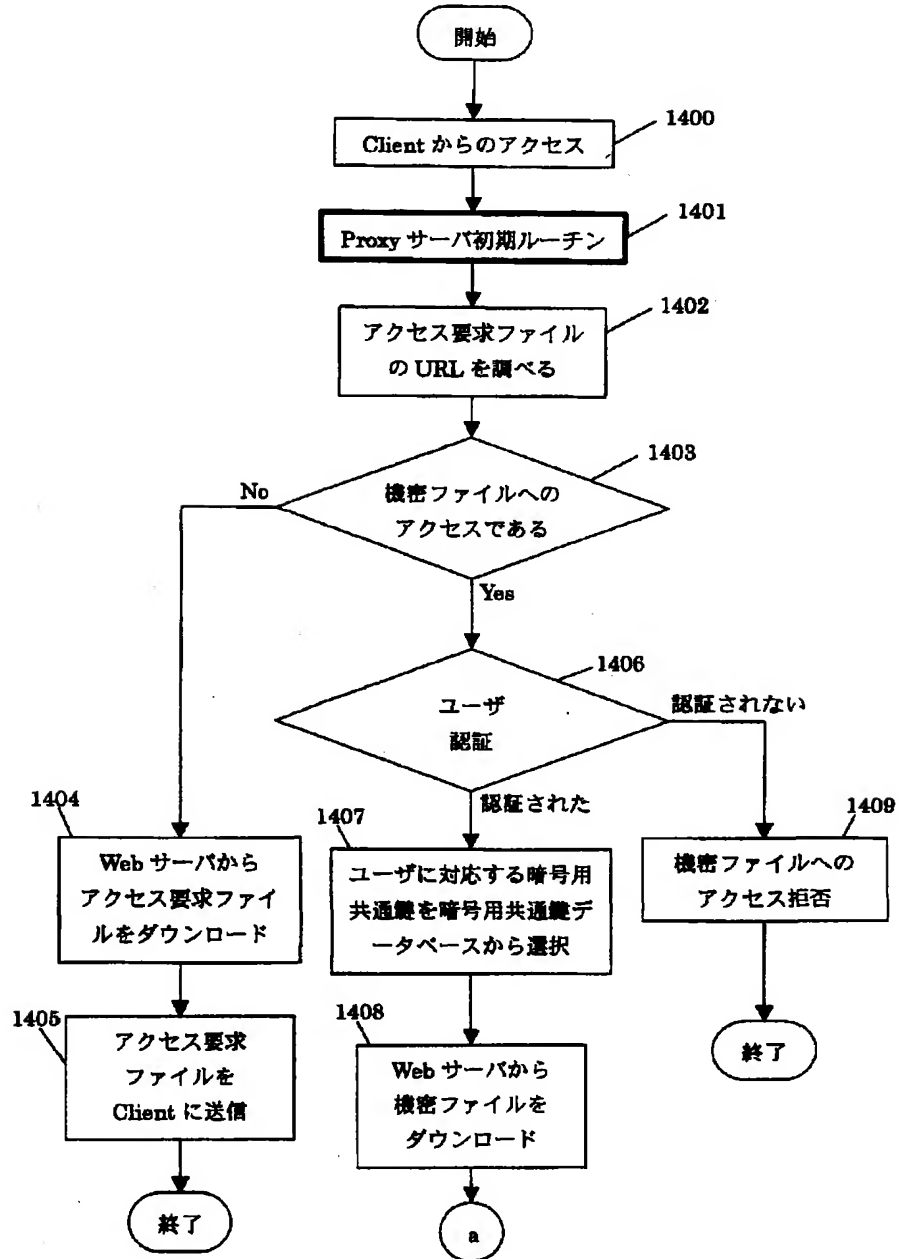 開始
1400
Client からのアクセス
1401
Proxy サーバ初期ルーチン
1402
アクセス要求ファイル
の URL を調べる
1403
機密ファイルへの
アクセスである
No
Yes
1406
ユーザ
認証
認証されない
認証された
1404
Web サーバから
アクセス要求ファイ
ルをダウンロード
1407
ユーザに対応する暗号用
共通鍵を暗号用共通鍵デ
ータベースから選択
1409
機密ファイルへの
アクセス拒否
1405
アクセス要求
ファイルを
Client に送信
1408
Web サーバから
機密ファイルを
ダウンロード
終了
終了
a